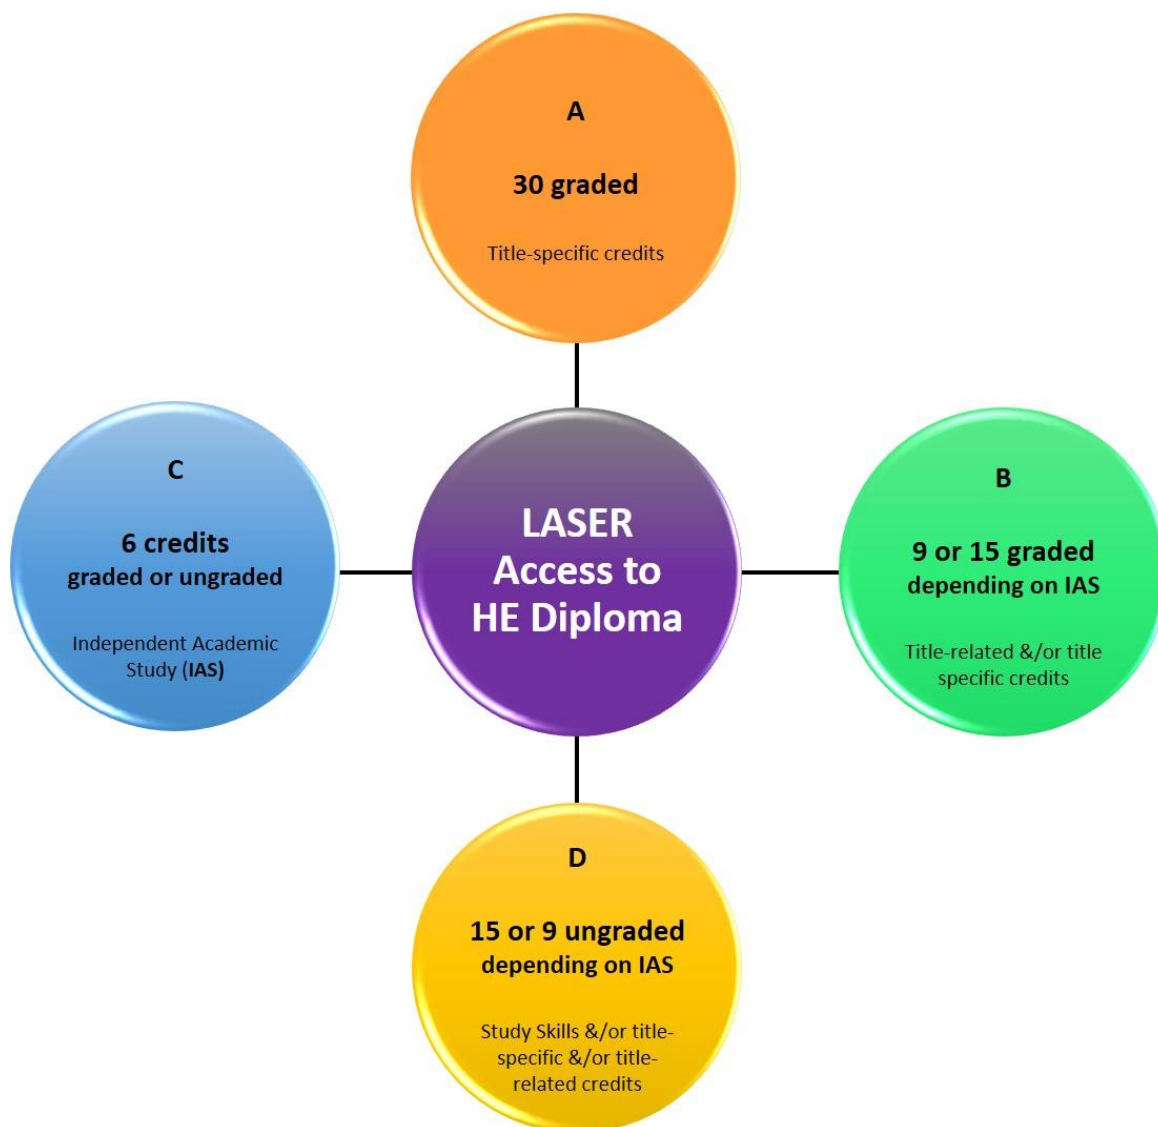 A
30 graded
Title-specific credits
C
6 credits
graded or ungraded
Independent Academic
Study (IAS)
LASER
Access to
HE Diploma
B
9 or 15 graded
depending on IAS
Title-related &/or title
specific credits
D
15 or 9 ungraded
depending on IAS
Study Skills &/or title-
specific &/or title-
related credits